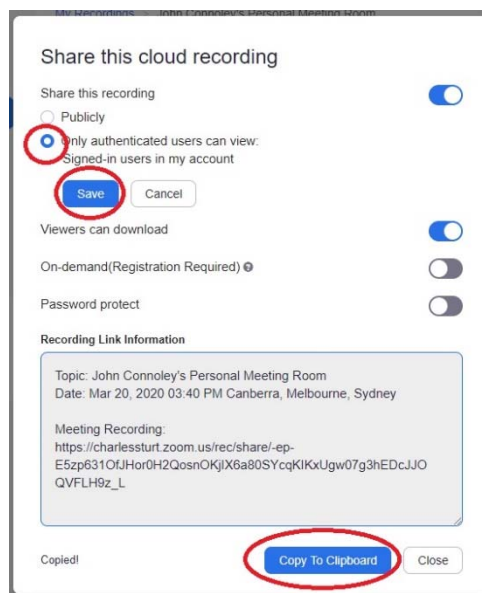 My Recordings > John Connoley's Personal Meeting Room
Share this cloud recording
Share this recording
Publicly
Only authenticated users can view:
Signed-in users in my account
Save Cancel
Viewers can download
On-demand(Registration Required)
Password protect
Recording Link Information
Topic: John Connoley's Personal Meeting Room
Date: Mar 20, 2020 03:40 PM Canberra, Melbourne, Sydney
Meeting Recording:
https://charlessturt.zoom.us/rec/share/-ep-
E5zp631OfJHor0H2QosnOKjIX6a80SYcqKIKxUgw07g3hEDcJJO
QVFLH9z_L
Copied! Copy To Clipboard Close